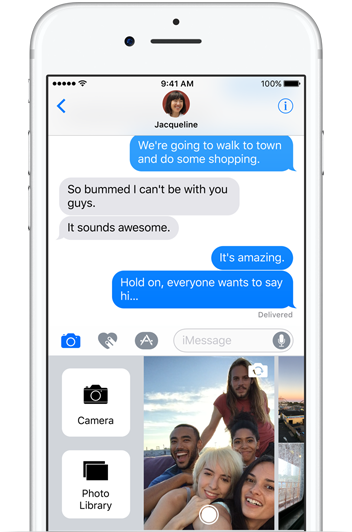 9:41 AM
100%
Jacqueline
We're going to walk to town
and do some shopping.
So bummed I can't be with you
guys.
It sounds awesome.
It's amazing.
Hold on, everyone wants to say
hi...
Delivered
iMessage
Camera
Photo
Library